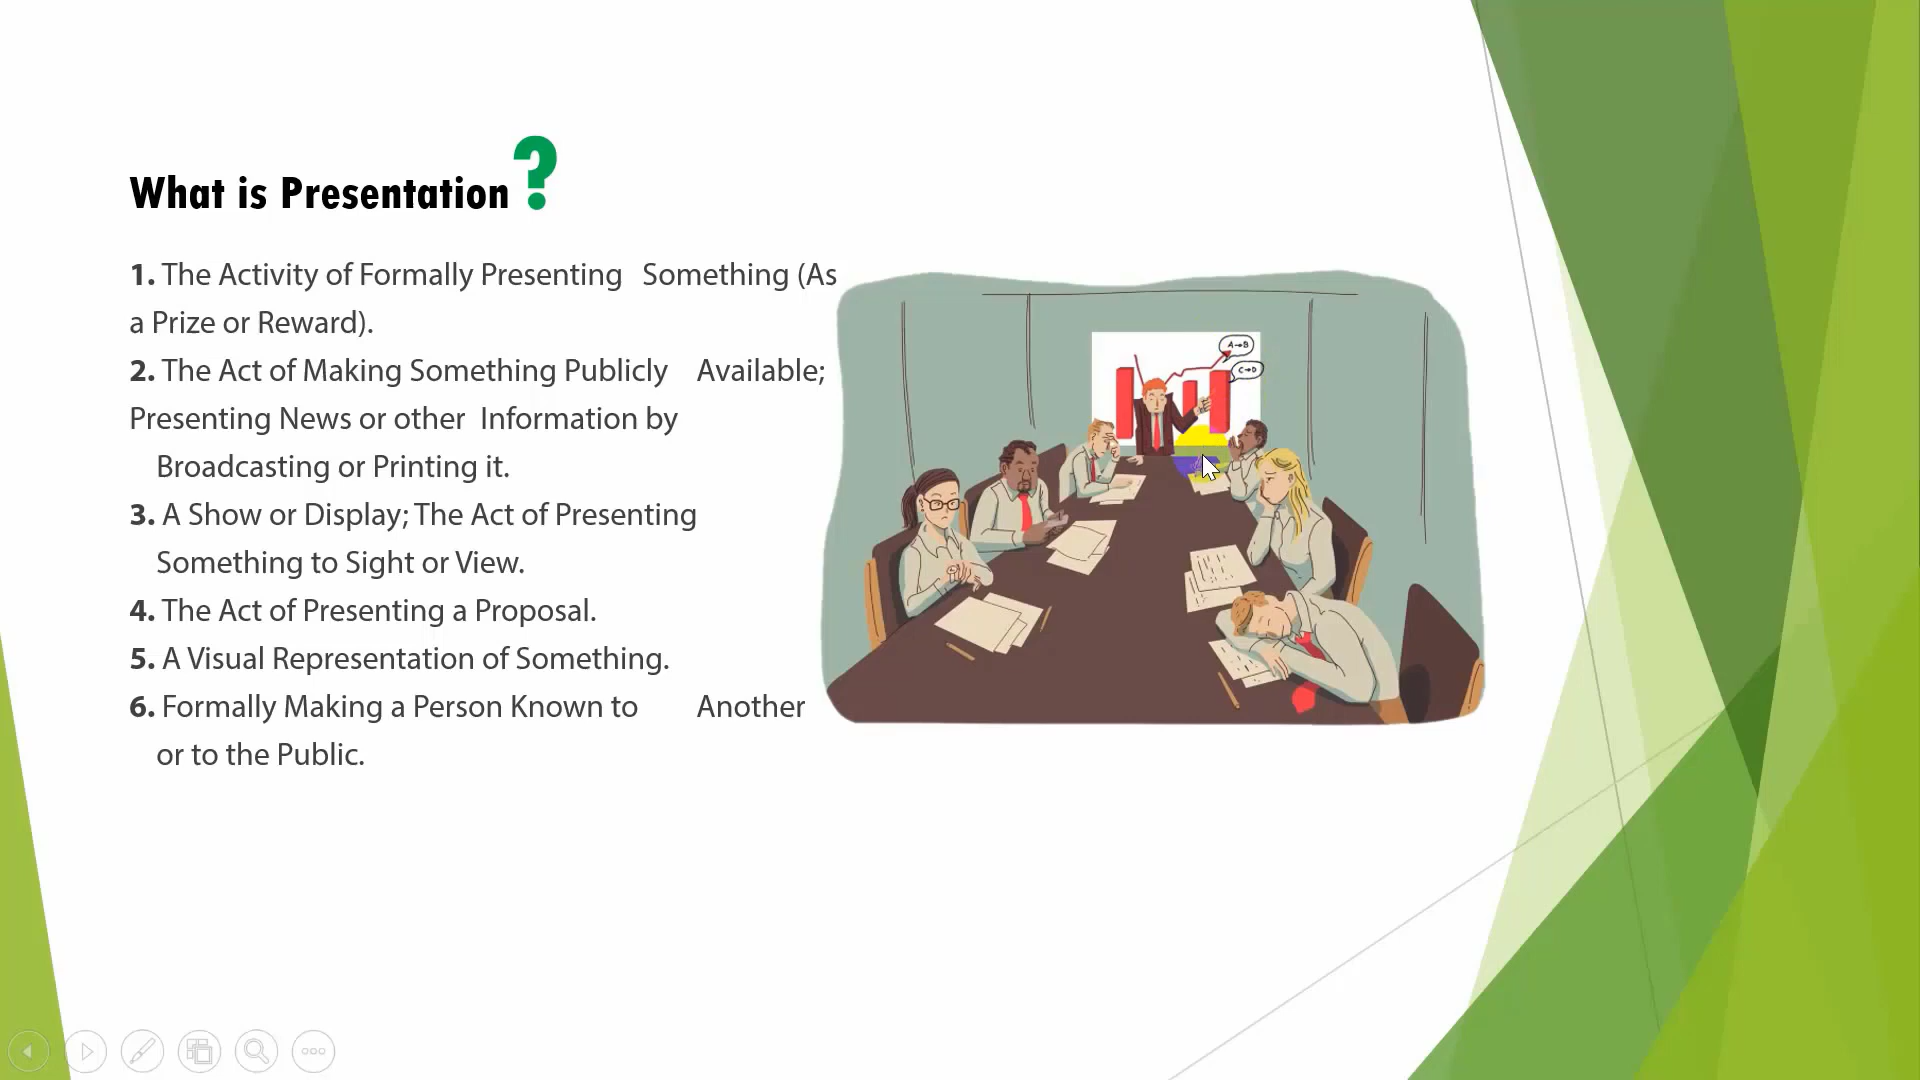 What is Presentation?
1. The Activity of Formally Presenting Something (As
a Prize or Reward).
2. The Act of Making Something Publicly Available;
Presenting News or other Information by
Broadcasting or Printing it.
3. A Show or Display; The Act of Presenting
Something to Sight or View.
4. The Act of Presenting a Proposal.
5. A Visual Representation of Something.
6. Formally Making a Person Known to Another
or to the Public.
A→B
C→D